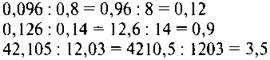 0,096 : 0,8 = 0,96 : 8 = 0,12
0,126 : 0,14 = 12,6 : 14 = 0,9
42,105 : 12,03 = 4210,5 : 1203 = 3,5